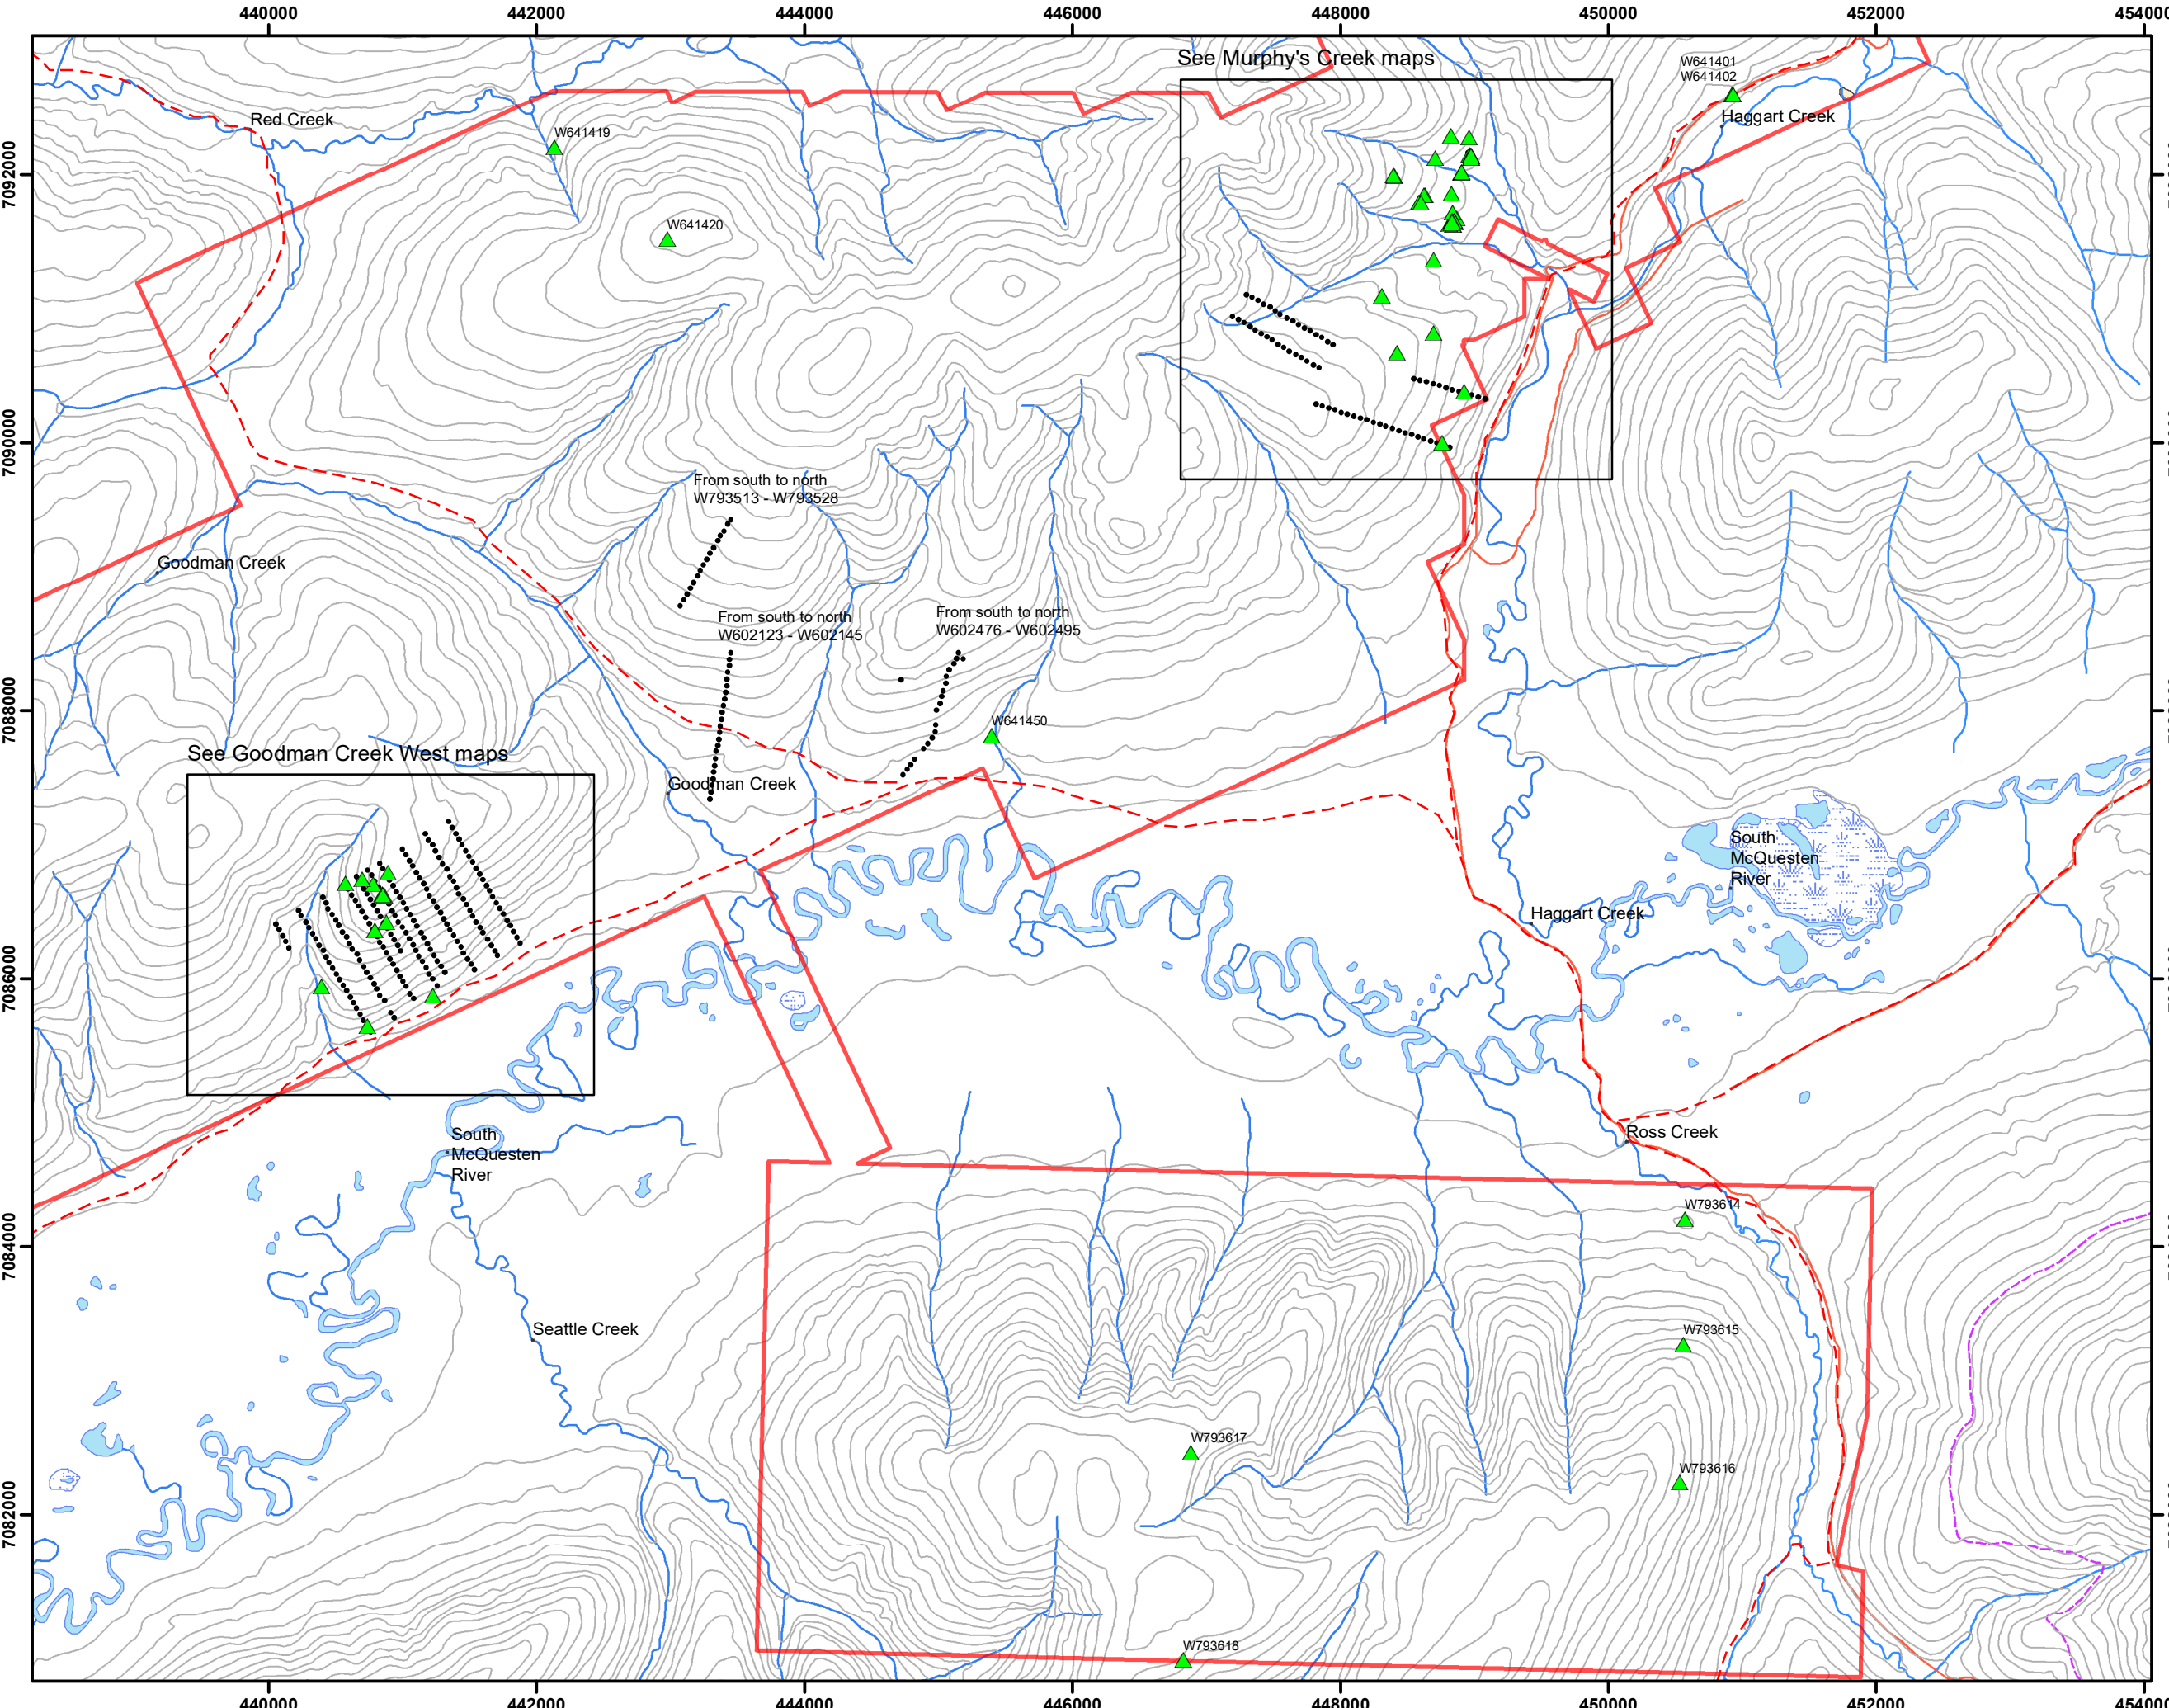 440000
442000
444000
446000
448000
450000
452000
454000
See Murphy's Creek maps
W641401
W641402
Haggart Creek
Red Creek
W641419
7092000
W641420
7090000
From south to north
W793513 - W793528
Goodman Creek
From south to north
W602123 - W602145
From south to north
W602476 - W602495
7088000
W641450
See Goodman Creek West maps
Goodman Creek
South
McQuesten
River
Haggart Creek
7086000
South
McQuesten
River
Ross Creek
W793614
7084000
Seattle Creek
W793615
W793617
W793616
7082000
W793618
440000
442000
444000
446000
448000
450000
452000
454000